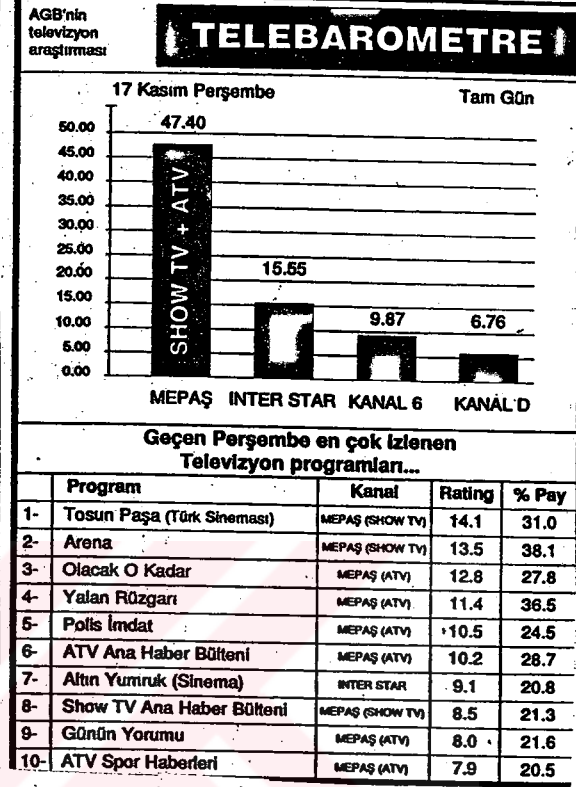 AGB'nin
televizyon
araştırması
TELEBAROMETRE
17 Kasım Perşembe
Tam Gün
50.00
45.00
40.00
35.00
30.00
25.00
20.00
15.00
10.00
5.00
0.00
47.40
15.55
9.87
6.76
SHOW TV + ATV
MEPAŞ INTER STAR KANAL 6 KANAL D
Geçen Perşembe en çok izlenen
Televizyon programları...
Program Kanal Rating % Pay
1- Tosun Paşa (Türk Sineması) MEPAŞ (SHOW TV) 14.1 31.0
2- Arena MEPAŞ (SHOW TV) 13.5 38.1
3- Olacak O Kadar MEPAŞ (ATV) 12.8 27.8
4- Yalan Rüzgarı MEPAŞ (ATV) 11.4 36.5
5- Polis İmdat MEPAŞ (ATV) 10.5 24.5
6- ATV Ana Haber Bülteni MEPAŞ (ATV) 10.2 28.7
7- Altın Yumruk (Sinema) INTER STAR 9.1 20.8
8- Show TV Ana Haber Bülteni MEPAŞ (SHOW TV) 8.5 21.3
9- Günün Yorumu MEPAŞ (ATV) 8.0 21.6
10- ATV Spor Haberleri MEPAŞ (ATV) 7.9 20.5